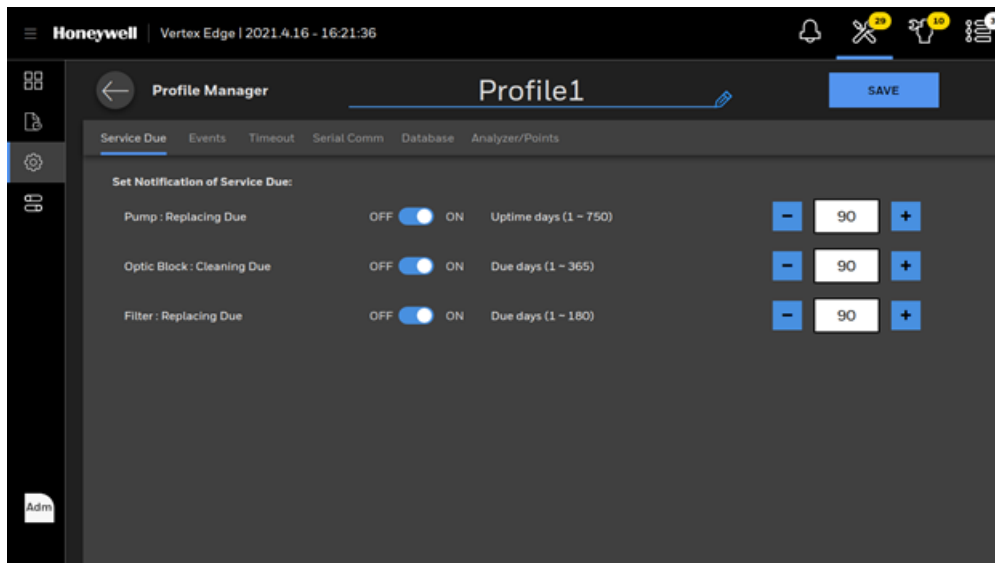 Honeywell Vertex Edge | 2021.4.16 - 16:21:36 29 10
Profile Manager Profile1 SAVE
Service Due Events Timeout Serial Comm Database Analyzer/Points
Set Notification of Service Due:
Pump : Replacing Due OFF ON Uptime days (1 ~ 750) - 90 +
Optic Block : Cleaning Due OFF ON Due days (1 ~ 365) - 90 +
Filter : Replacing Due OFF ON Due days (1 ~ 180) - 90 +
Adm